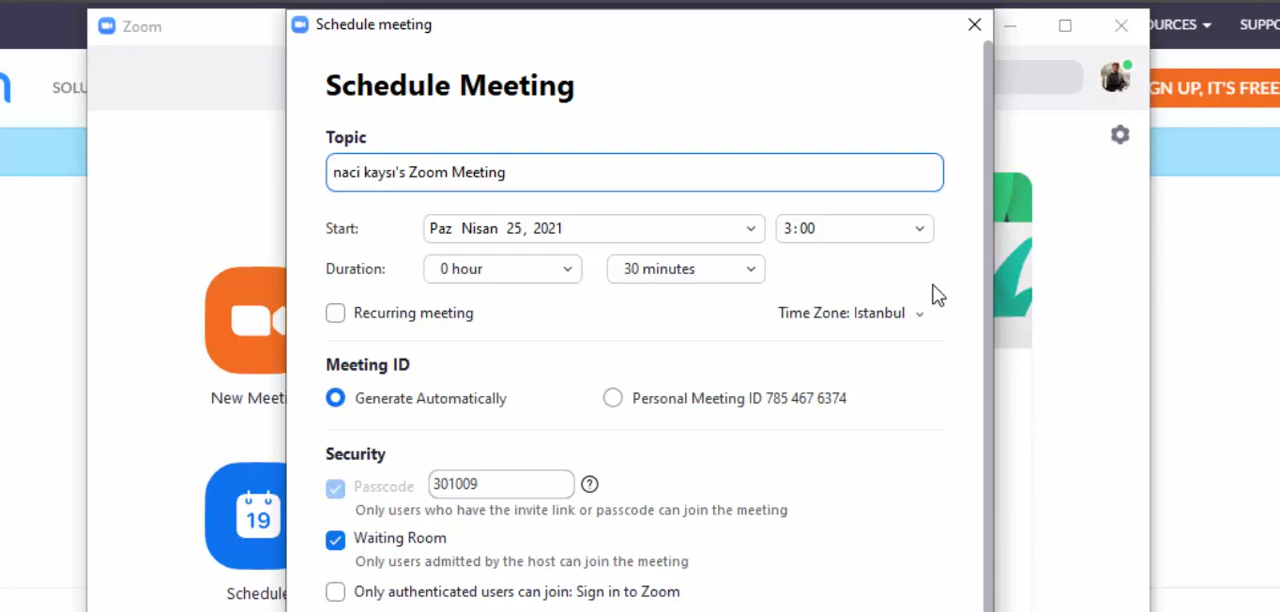 Zoom
Schedule meeting
OURCES
SUPPO
SOLU
GN UP, IT'S FREE
Schedule Meeting
Topic
naci kaysı's Zoom Meeting
Start:
Paz Nisan 25, 2021
3:00
Duration:
0 hour
30 minutes
Recurring meeting
Time Zone: Istanbul
Meeting ID
Generate Automatically
Personal Meeting ID 785 467 6374
Security
Passcode
301009
?
Only users who have the invite link or passcode can join the meeting
Waiting Room
Only users admitted by the host can join the meeting
Only authenticated users can join: Sign in to Zoom
New Meeti
19
Schedule